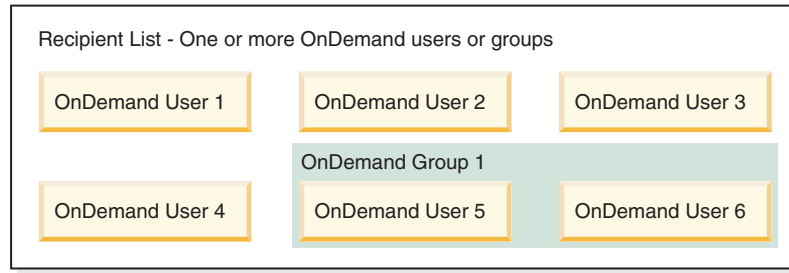 Recipient List - One or more OnDemand users or groups
OnDemand User 1
OnDemand User 2
OnDemand User 3
OnDemand Group 1
OnDemand User 4
OnDemand User 5
OnDemand User 6